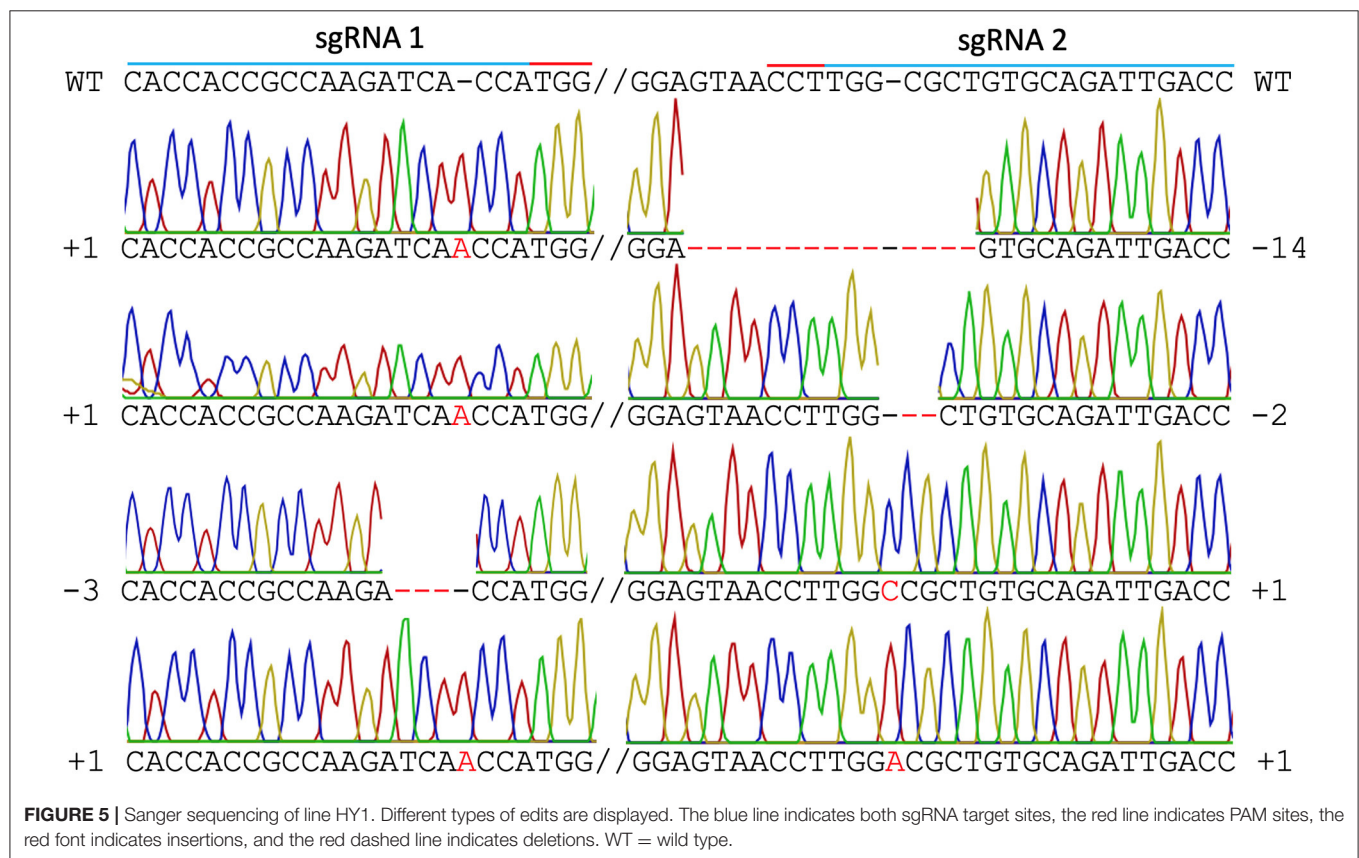 sgRNA 1 sgRNA 2
WT CACCACCGCCAAGATCA-CCATGG//GGAGTAACCTTGG-CGCTGTGCAGATTGACC WT
+1 CACCACCGCCAAGATCAACCATGG//GGA---------------GTGCAGATTGACC -14
+1 CACCACCGCCAAGATCAACCATGG//GGAGTAACCTTGG---CTGTGCAGATTGACC -2
-3 CACCACCGCCAAGA----CCATGG//GGAGTAACCTTGGCCGCTGTGCAGATTGACC +1
+1 CACCACCGCCAAGATCAACCATGG//GGAGTAACCTTGGACGCTGTGCAGATTGACC +1
FIGURE 5 | Sanger sequencing of line HY1. Different types of edits are displayed. The blue line indicates both sgRNA target sites, the red line indicates PAM sites, the
red font indicates insertions, and the red dashed line indicates deletions. WT = wild type.